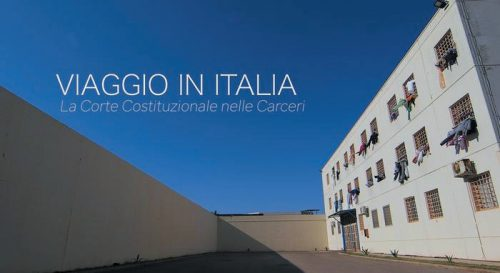 VIAGGIO IN ITALIA
La Corte Costituzionale nelle Carceri